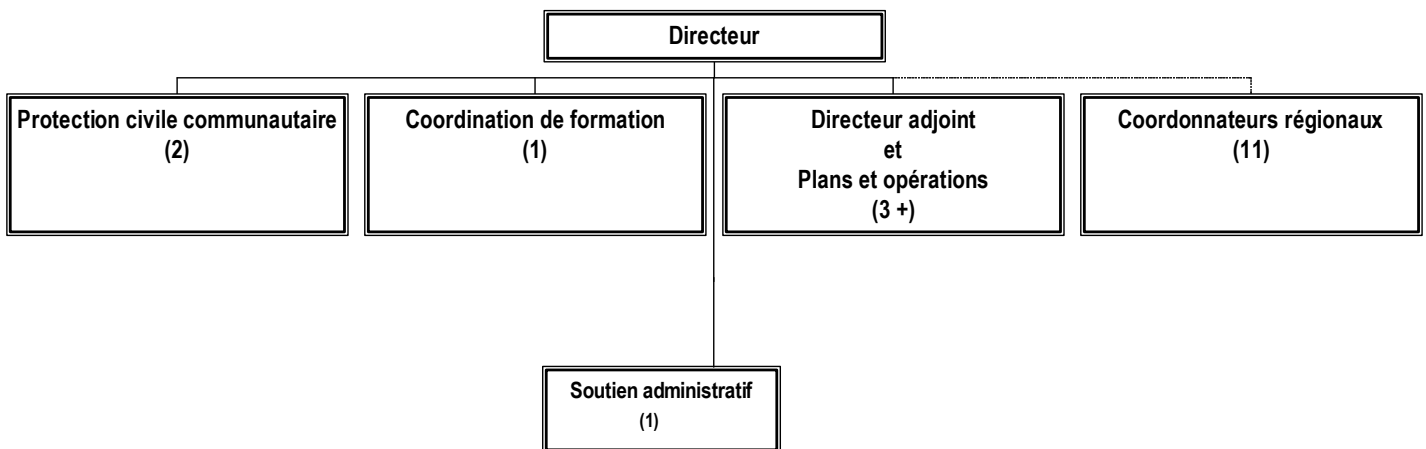 Directeur
Protection civile communautaire
(2)
Coordination de formation
(1)
Directeur adjoint
et
Plans et opérations
(3 +)
Coordonnateurs régionaux
(11)
Soutien administratif
(1)